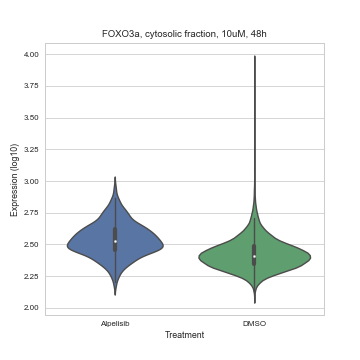 FOXO3a, cytosolic fraction, 10uM, 48h
4.00
3.75
3.50
3.25
3.00
2.75
2.50
2.25
2.00
Expression (log10)
Alpelisib DMSO
Treatment